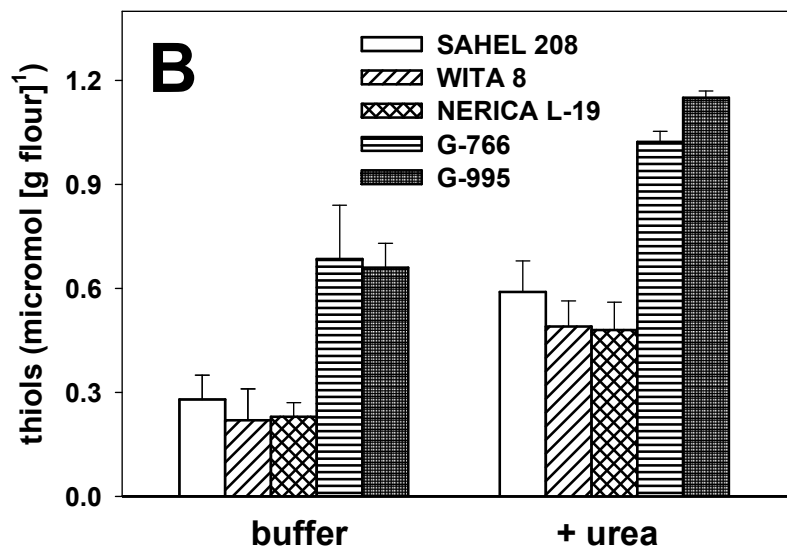 B
SAHEL 208
WITA 8
NERICA L-19
G-766
G-995
thiols (micromol [g flour]¹)
1.2
0.9
0.6
0.3
0.0
buffer
+ urea